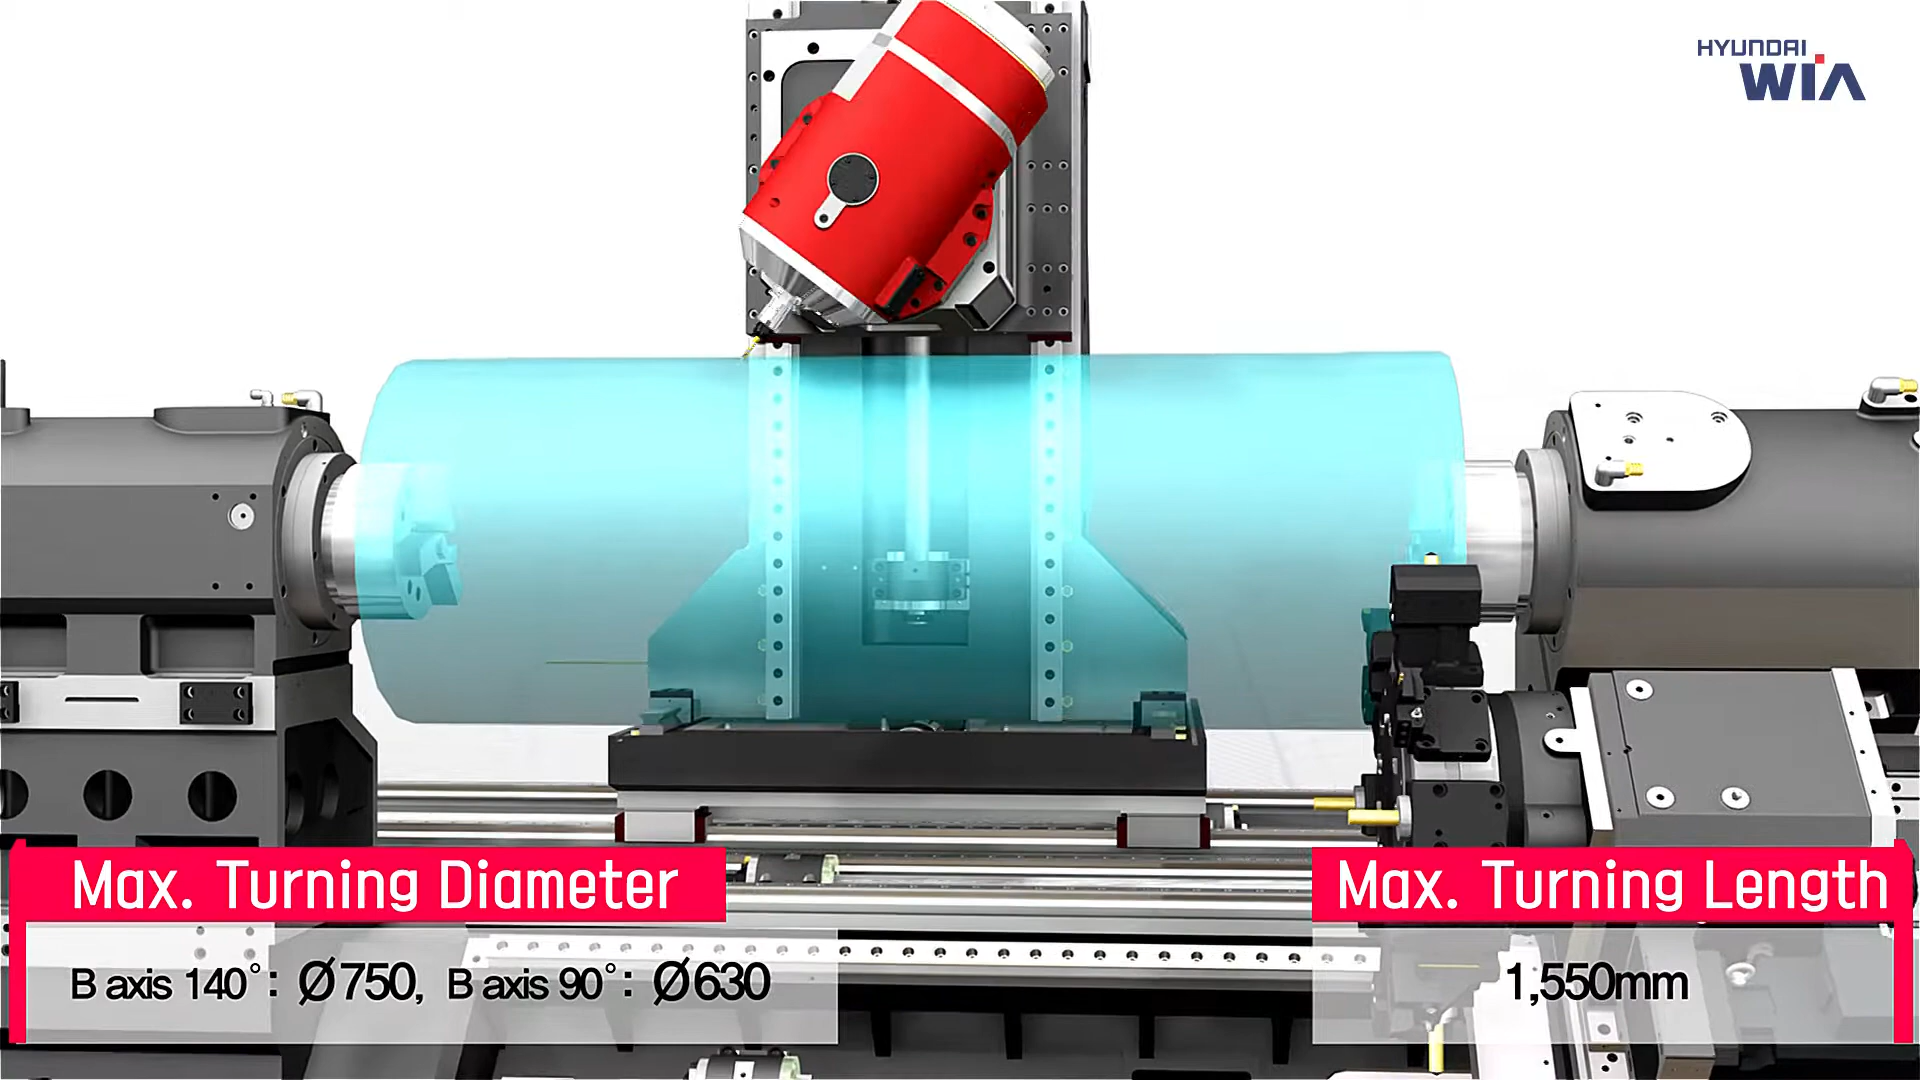 HYUNDAI
WIA
Max. Turning Diameter
B axis 140°: Ø750, B axis 90°: Ø630
Max. Turning Length
1,550mm